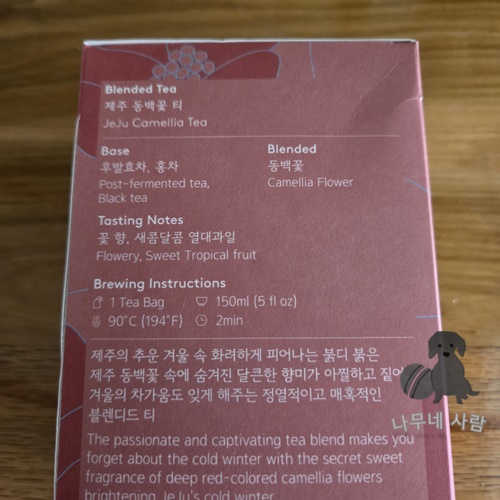 Blended Tea
제주 동백꽃 티
JeJu Camellia Tea
Base
후발효차, 홍차
Post-fermented tea,
Black tea
Blended
동백꽃
Camellia Flower
Tasting Notes
꽃 향, 새콤달콤 열대과일
Flowery, Sweet Tropical fruit
Brewing Instructions
1 Tea Bag / 150ml (5 fl oz)
90°C (194°F) 2min
제주의 추운 겨울 속 화려하게 피어나는 붉디 붉은
제주 동백꽃 속에 숨겨진 달큰한 향미가 아찔하고 짙어
겨울의 차가움도 잊게 해주는 정열적이고 매혹적인
블렌디드 티
The passionate and captivating tea blend makes you
forget about the cold winter with the secret sweet
fragrance of deep red-colored camellia flowers
brightening JeJu's cold winter
나무네 사람